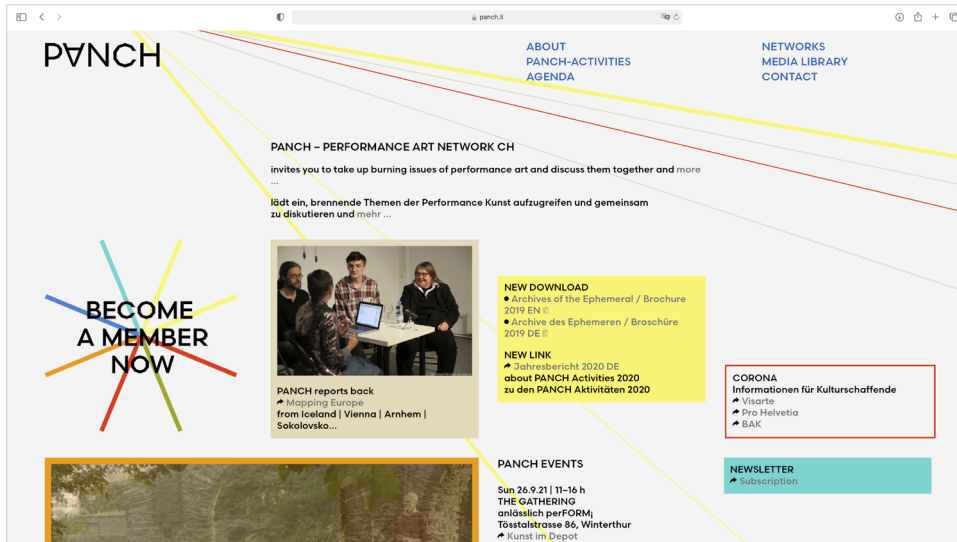 panch.li
PⱯNCH
ABOUT
PANCH-ACTIVITIES
AGENDA
NETWORKS
MEDIA LIBRARY
CONTACT
PANCH – PERFORMANCE ART NETWORK CH
invites you to take up burning issues of performance art and discuss them together and more
...
lädt ein, brennende Themen der Performance Kunst aufzugreifen und gemeinsam
zu diskutieren und mehr ...
BECOME
A MEMBER
NOW
PANCH reports back
➦ Mapping Europe
from Iceland | Vienna | Arnhem |
Sokolovsko...
NEW DOWNLOAD
● Archives of the Ephemeral / Brochure
2019 EN
● Archive des Ephemeren / Broschüre
2019 DE
NEW LINK
➦ Jahresbericht 2020 DE
about PANCH Activities 2020
zu den PANCH Aktivitäten 2020
CORONA
Informationen für Kulturschaffende
➦ Visarte
➦ Pro Helvetia
➦ BAK
PANCH EVENTS
Sun 26.9.21 | 11–16 h
THE GATHERING
anlässlich perFORM¡
Tösstalstrasse 86, Winterthur
➦ Kunst im Depot
NEWSLETTER
➦ Subscription